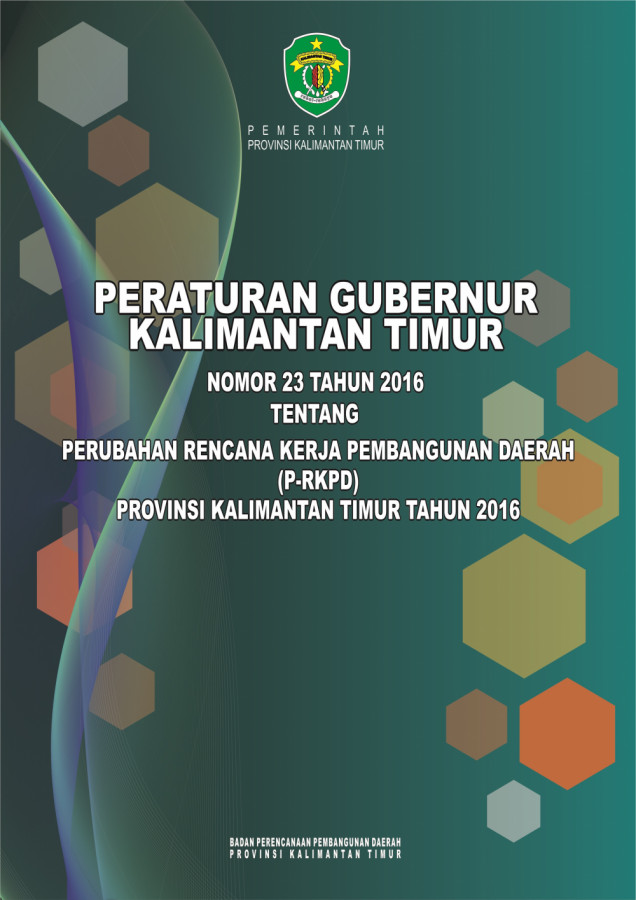 PEMERINTAH
PROVINSI KALIMANTAN TIMUR
PERATURAN GUBERNUR
KALIMANTAN TIMUR
NOMOR 23 TAHUN 2016
TENTANG
PERUBAHAN RENCANA KERJA PEMBANGUNAN DAERAH
(P-RKPD)
PROVINSI KALIMANTAN TIMUR TAHUN 2016
BADAN PERENCANAAN PEMBANGUNAN DAERAH
PROVINSI KALIMANTAN TIMUR